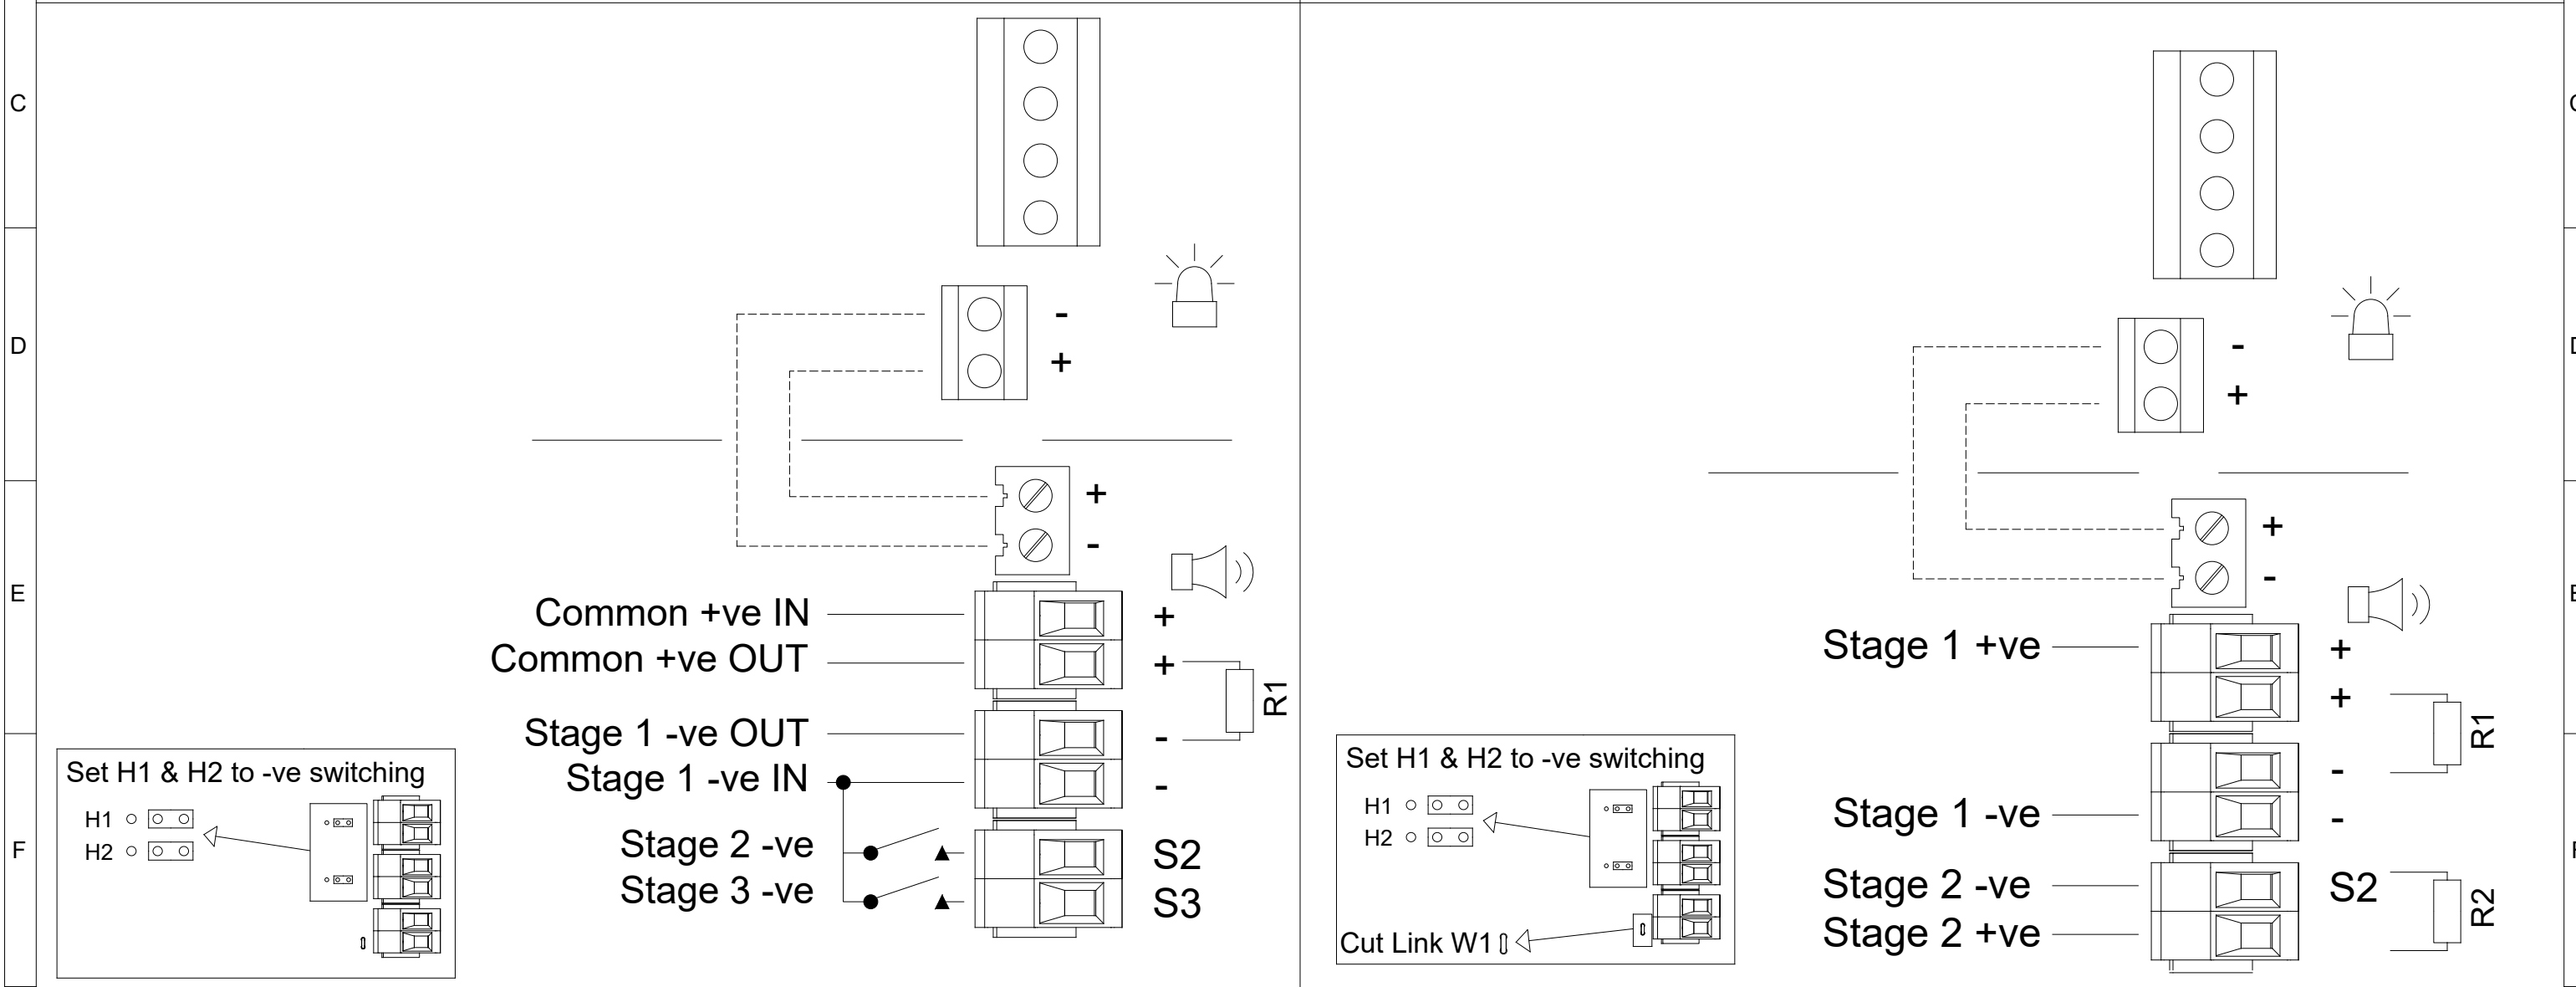 C
D
E
F
-
+
+
-
Common +ve IN
+
Common +ve OUT
+
R1
Stage 1 -ve OUT
-
Stage 1 -ve IN
-
Stage 2 -ve
S2
Stage 3 -ve
S3
Set H1 & H2 to -ve switching
H1
H2
-
+
+
-
Stage 1 +ve
+
+
R1
-
Stage 1 -ve
-
Stage 2 -ve
S2
R2
Stage 2 +ve
Set H1 & H2 to -ve switching
H1
H2
Cut Link W1